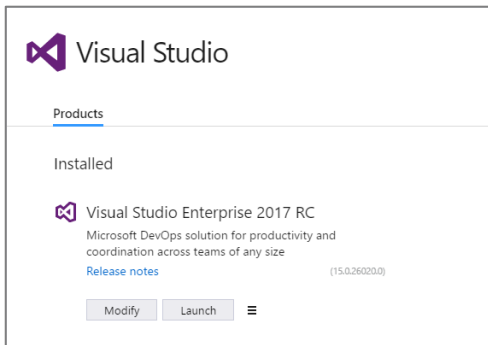 Visual Studio
Products
Installed
Visual Studio Enterprise 2017 RC
Microsoft DevOps solution for productivity and
coordination across teams of any size
Release notes
(15.0.26020.0)
Modify
Launch